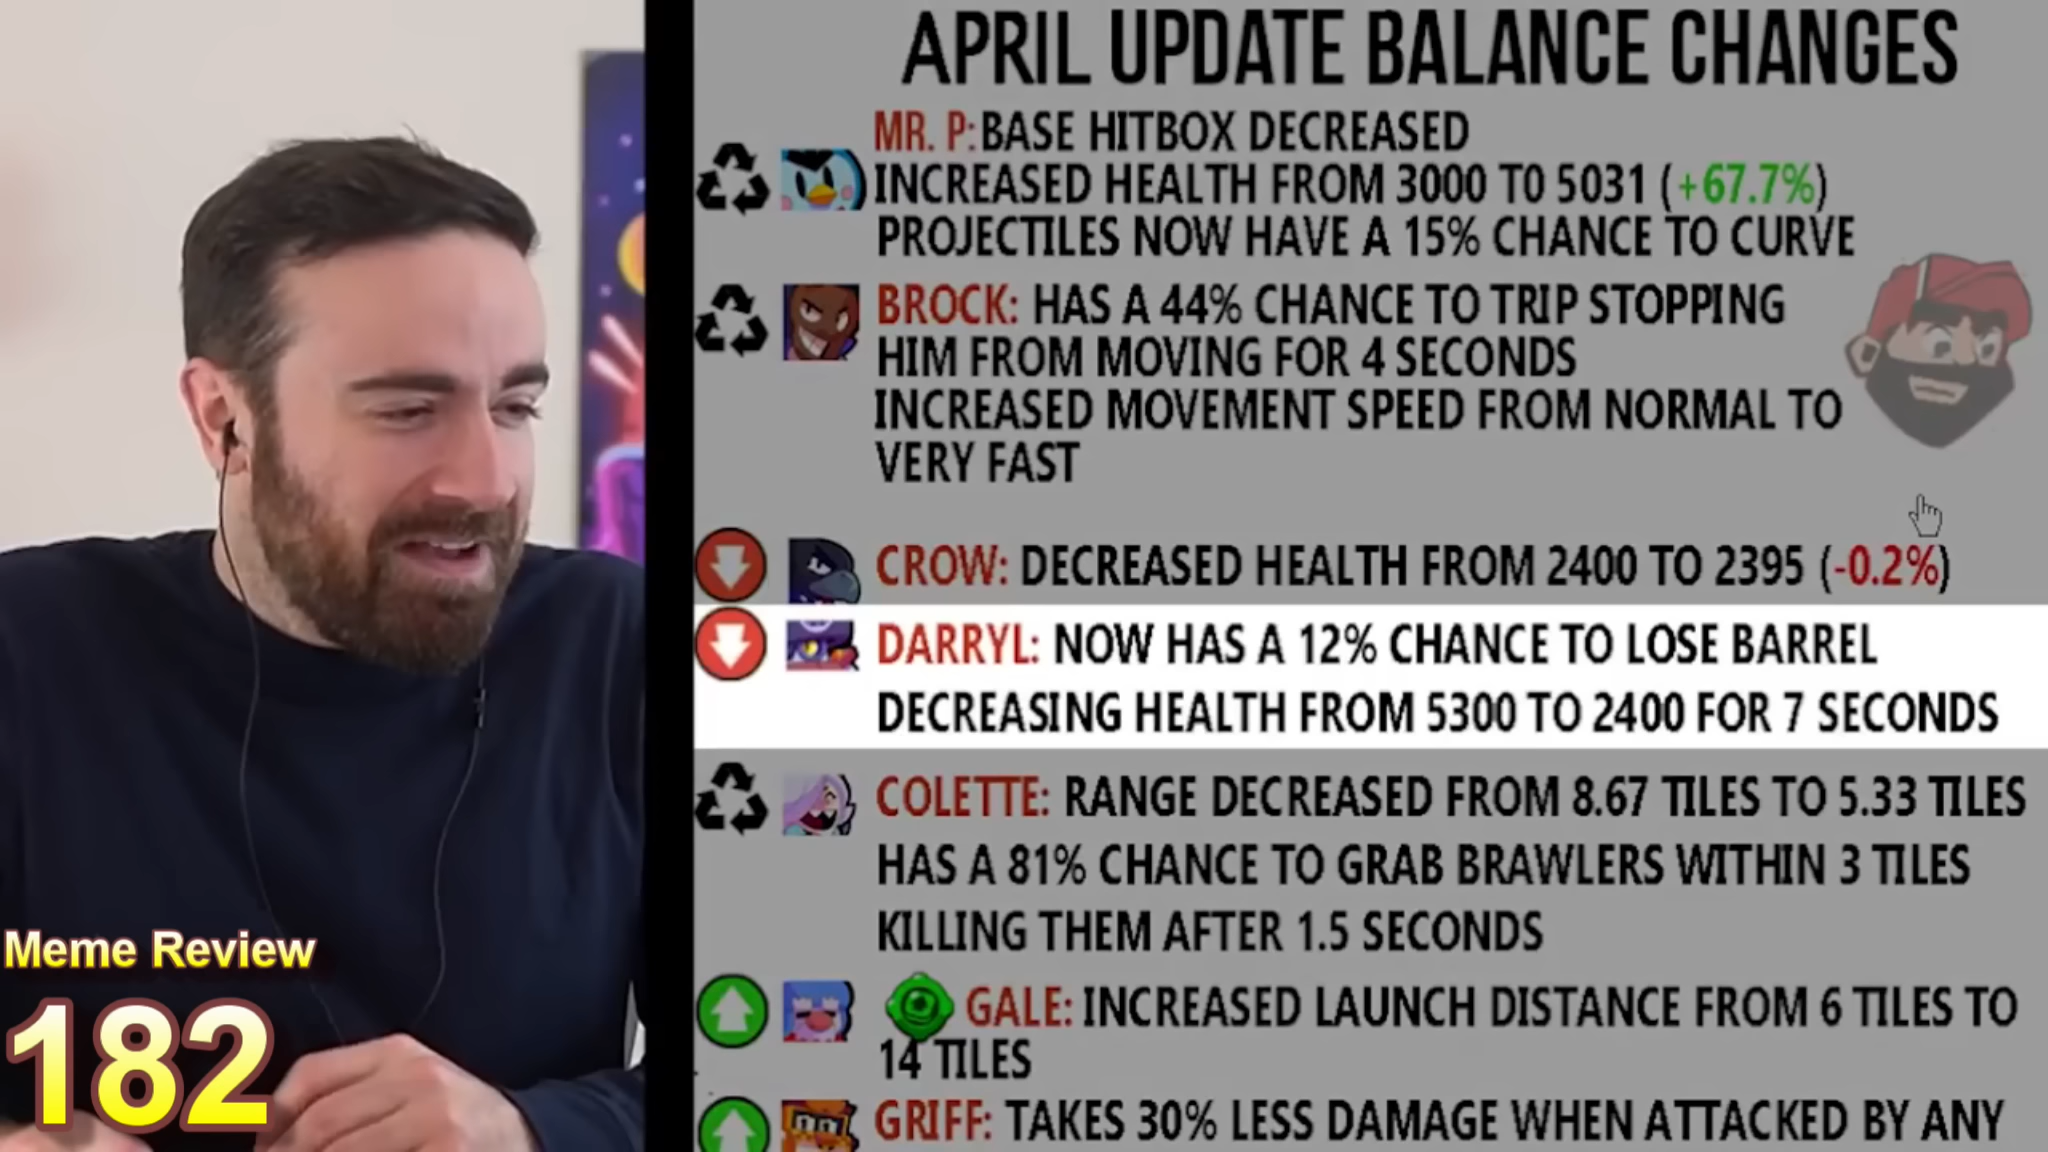 APRIL UPDATE BALANCE CHANGES
MR. P:BASE HITBOX DECREASED
INCREASED HEALTH FROM 3000 TO 5031 (+67.7%)
PROJECTILES NOW HAVE A 15% CHANCE TO CURVE
BROCK: HAS A 44% CHANCE TO TRIP STOPPING
HIM FROM MOVING FOR 4 SECONDS
INCREASED MOVEMENT SPEED FROM NORMAL TO
VERY FAST
CROW: DECREASED HEALTH FROM 2400 TO 2395 (-0.2%)
DARRYL: NOW HAS A 12% CHANCE TO LOSE BARREL
DECREASING HEALTH FROM 5300 TO 2400 FOR 7 SECONDS
COLETTE: RANGE DECREASED FROM 8.67 TILES TO 5.33 TILES
HAS A 81% CHANCE TO GRAB BRAWLERS WITHIN 3 TILES
KILLING THEM AFTER 1.5 SECONDS
GALE: INCREASED LAUNCH DISTANCE FROM 6 TILES TO
14 TILES
GRIFF: TAKES 30% LESS DAMAGE WHEN ATTACKED BY ANY
Meme Review
182